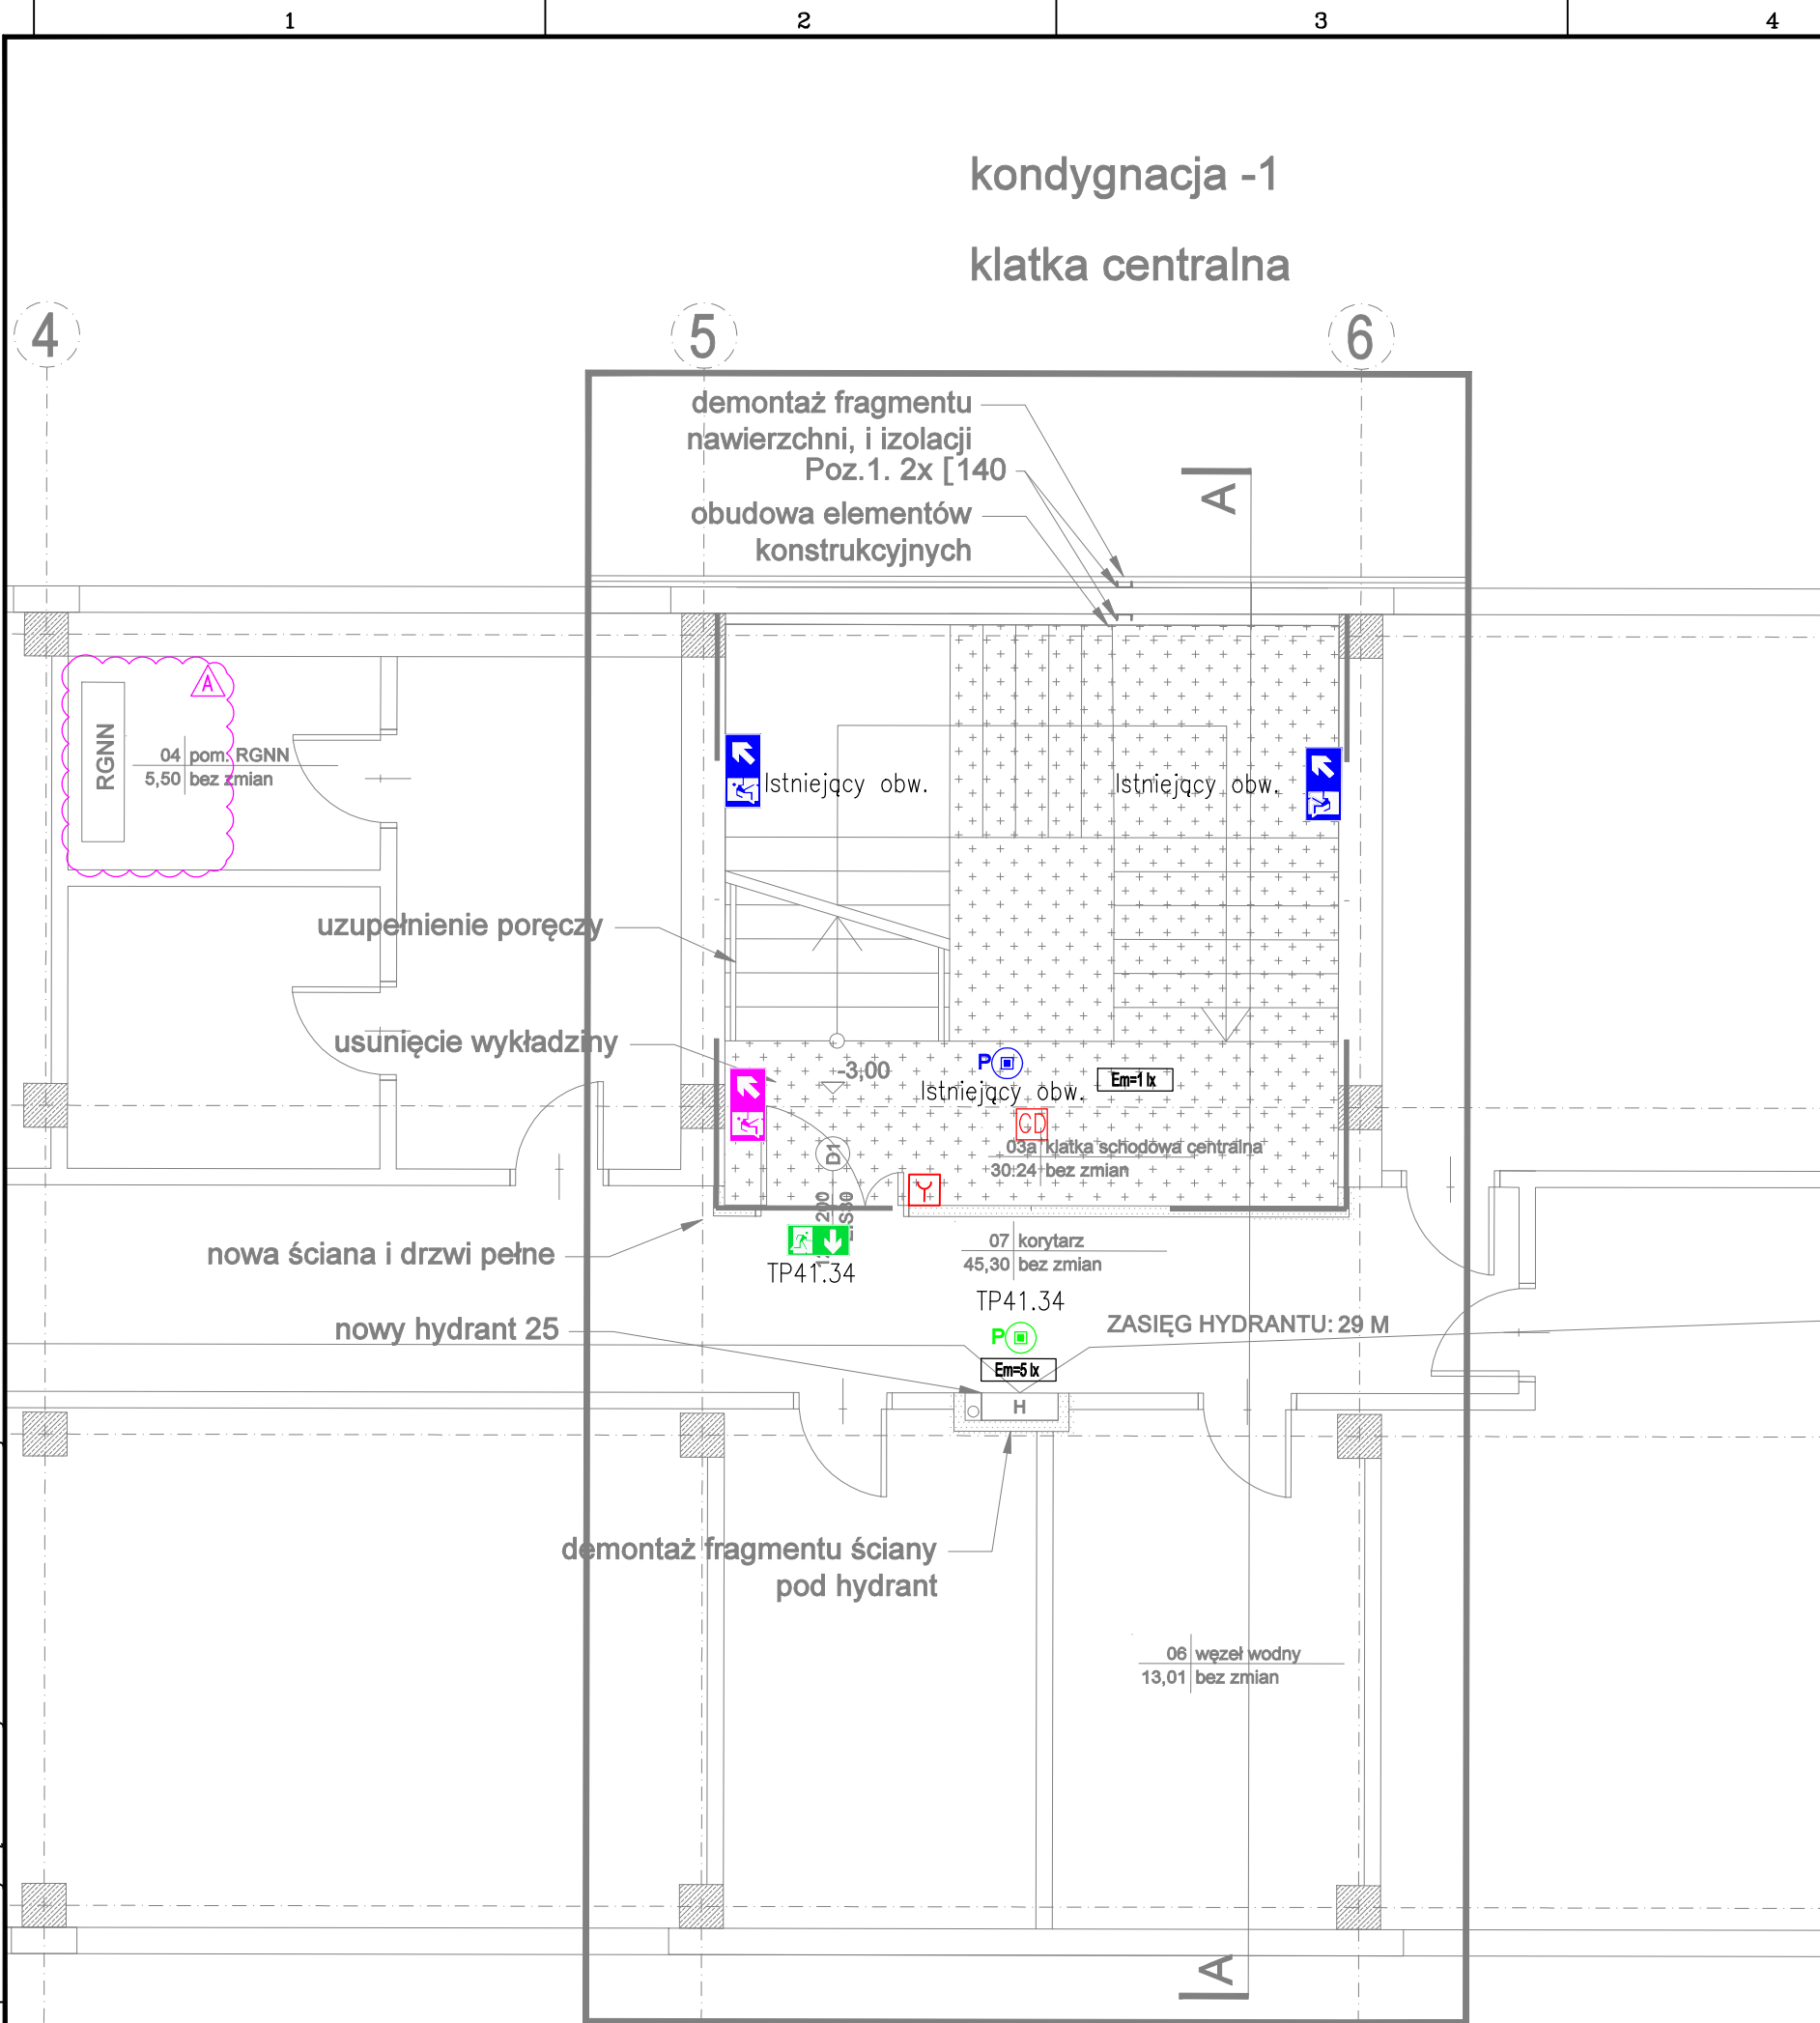 1
2
3
4
kondygnacja -1
klatka centralna
4
5
6
demontaż fragmentu
nawierzchni, i izolacji
Poz.1. 2x [140
obudowa elementów
konstrukcyjnych
A
A
RGNN
04 pom. RGNN
5,50 bez zmian
Istniejący obw.
Istniejący obw.
uzupełnienie poręczy
usunięcie wykładziny
-3,00
P
Istniejący obw.
Em=1 lx
CD
03a klatka schodowa centralna
30.24 bez zmian
D1
200
Y
nowa ściana i drzwi pełne
TP41.34
07 korytarz
45,30 bez zmian
TP41.34
P
nowy hydrant 25
ZASIĘG HYDRANTU: 29 M
Em=5 lx
H
demontaż fragmentu ściany
pod hydrant
06 węzeł wodny
13,01 bez zmian
A